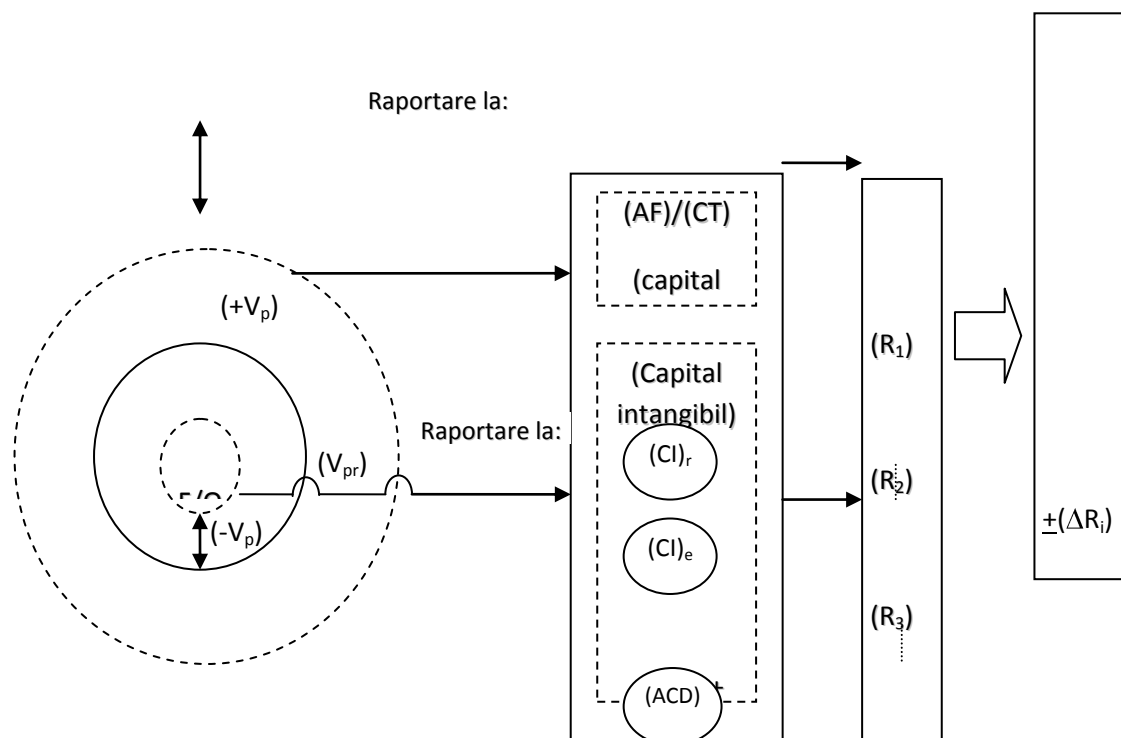 Raportare la:
(+Vₚ)
(Vₚᵣ)
(-Vₚ)
Raportare la:
(AF)/(CT)
(capital
(Capital
intangibil)
(CI)ᵣ
(CI)ₑ
(ACD)
+
(R₁)
(R₂)
(R₃)
±(ΔRᵢ)